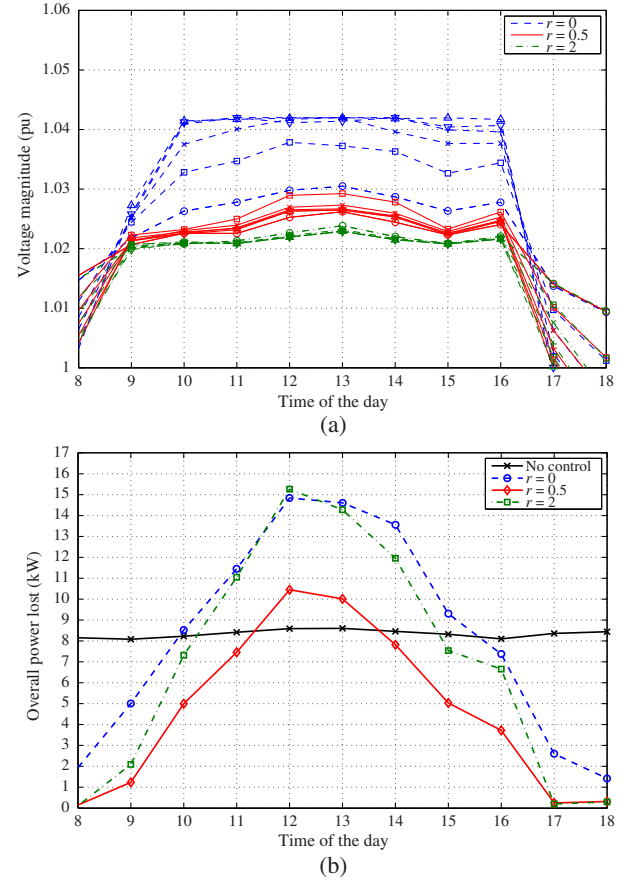 1.06
1.05
1.04
1.03
1.02
1.01
1
Voltage magnitude (pu)
r = 0
r = 0.5
r = 2
8 9 10 11 12 13 14 15 16 17 18
Time of the day
(a)
17
16
15
14
13
12
11
10
9
8
7
6
5
4
3
2
1
0
Overall power lost (kW)
No control
r = 0
r = 0.5
r = 2
8 9 10 11 12 13 14 15 16 17 18
Time of the day
(b)